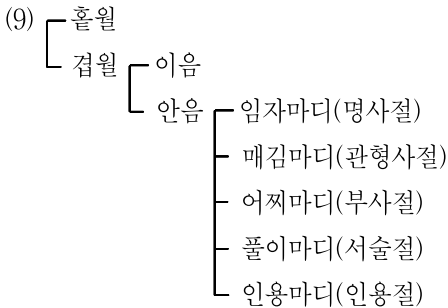 (9) 홑월
겹월 이음
안음 임자마디(명사절)
매김마디(관형사절)
어찌마디(부사절)
풀이마디(서술절)
인용마디(인용절)